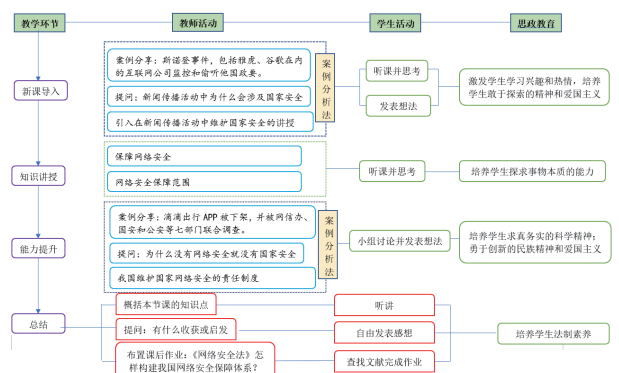 教学环节
教师活动
学生活动
思政教育
新课导入
案例分享：斯诺登事件，包括雅虎、谷歌在内
的互联网公司监控和偷听他国政要。
提问：新闻传播活动中为什么会涉及国家安全
引入在新闻传播活动中维护国家安全的讲授
案例分析法
听课并思考
发表想法
激发学生学习兴趣和热情，培养
学生敢于探索的精神和爱国主义
知识讲授
保障网络安全
网络安全保障范围
听课并思考
培养学生探求事物本质的能力
能力提升
案例分享：滴滴出行 APP 被下架，并被网信办、
国安和公安等七部门联合调查。
提问：为什么没有网络安全就没有国家安全
我国维护国家网络安全的责任制度
案例分析法
小组讨论并发表想法
培养学生求真务实的科学精神；
勇于创新的民族精神和爱国主义
总结
概括本节课的知识点
听讲
提问：有什么收获或启发
自由发表感想
布置课后作业：《网络安全法》怎
样构建我国网络安全保障体系？
查找文献完成作业
培养学生法制素养